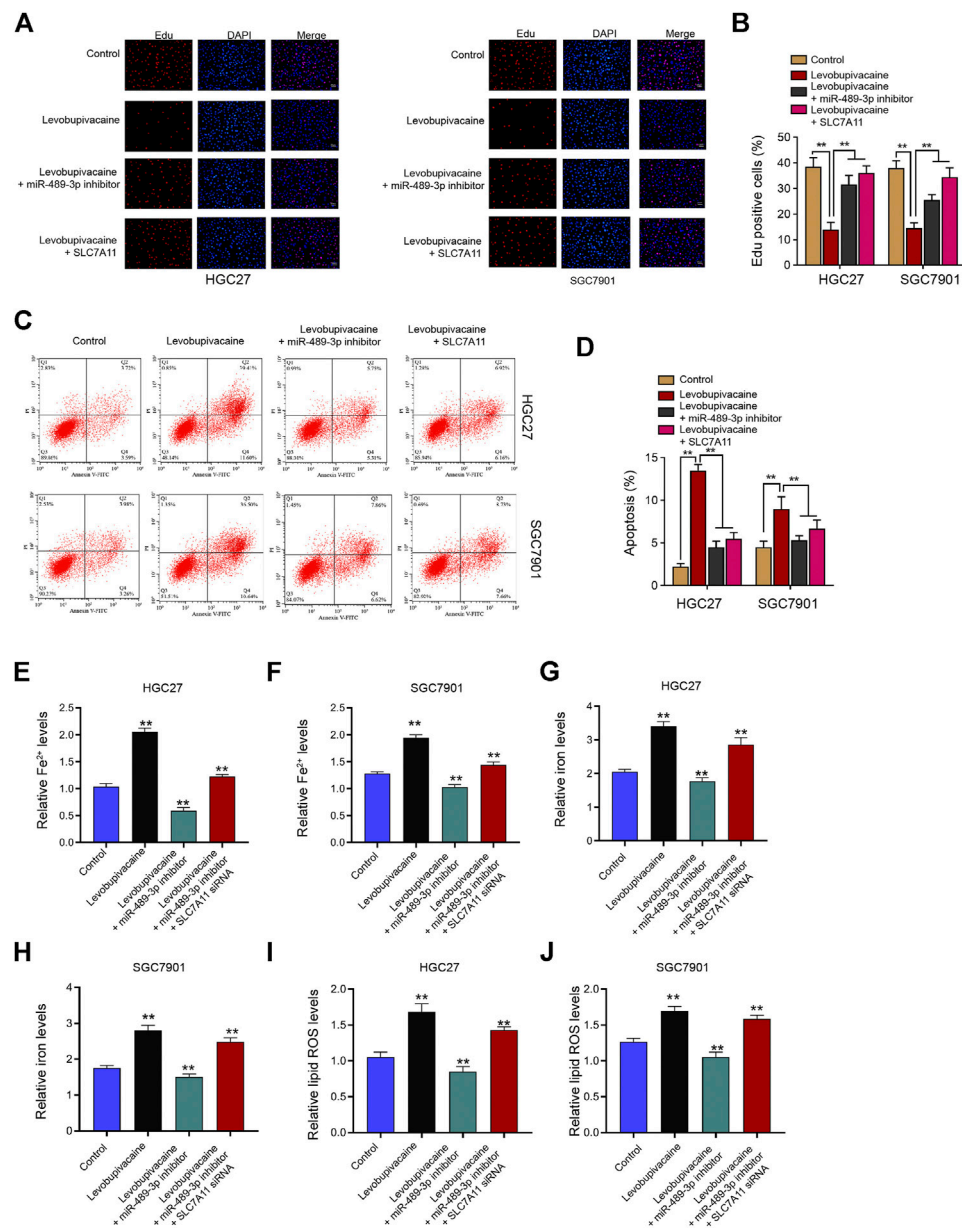 A
Edu DAPI Merge
Control
Levobupivacaine
Levobupivacaine
+ miR-489-3p inhibitor
Levobupivacaine
+ SLC7A11
HGC27
Edu DAPI Merge
Control
Levobupivacaine
Levobupivacaine
+ miR-489-3p inhibitor
Levobupivacaine
+ SLC7A11
SGC7901
B
Control
Levobupivacaine
Levobupivacaine
+ miR-489-3p inhibitor
Levobupivacaine
+ SLC7A11
Edu positive cells (%)
50
40
30
20
10
0
** ** ** **
HGC27 SGC7901
C
Control
Levobupivacaine
Levobupivacaine
+ miR-489-3p inhibitor
Levobupivacaine
+ SLC7A11
HGC27
SGC7901
Q1 Q2
Q3 Q4
PI
Annexin V-FITC
D
Control
Levobupivacaine
Levobupivacaine
+ miR-489-3p inhibitor
Levobupivacaine
+ SLC7A11
Apoptosis (%)
15
10
5
0
** ** ** **
HGC27 SGC7901
E
HGC27
Relative Fe²⁺ levels
2.5
2.0
1.5
1.0
0.5
0.0
** ** **
Control
Levobupivacaine
Levobupivacaine
+ miR-489-3p inhibitor
Levobupivacaine
+ miR-489-3p inhibitor
+ SLC7A11 siRNA
F
SGC7901
Relative Fe²⁺ levels
2.5
2.0
1.5
1.0
0.5
0.0
** ** **
Control
Levobupivacaine
Levobupivacaine
+ miR-489-3p inhibitor
Levobupivacaine
+ miR-489-3p inhibitor
+ SLC7A11 siRNA
G
HGC27
Relative iron levels
4
3
2
1
0
** ** **
Control
Levobupivacaine
Levobupivacaine
+ miR-489-3p inhibitor
Levobupivacaine
+ miR-489-3p inhibitor
+ SLC7A11 siRNA
H
SGC7901
Relative iron levels
4
3
2
1
0
** ** **
Control
Levobupivacaine
Levobupivacaine
+ miR-489-3p inhibitor
Levobupivacaine
+ miR-489-3p inhibitor
+ SLC7A11 siRNA
I
HGC27
Relative lipid ROS levels
2.0
1.5
1.0
0.5
0.0
** ** **
Control
Levobupivacaine
Levobupivacaine
+ miR-489-3p inhibitor
Levobupivacaine
+ miR-489-3p inhibitor
+ SLC7A11 siRNA
J
SGC7901
Relative lipid ROS levels
2.0
1.5
1.0
0.5
0.0
** ** **
Control
Levobupivacaine
Levobupivacaine
+ miR-489-3p inhibitor
Levobupivacaine
+ miR-489-3p inhibitor
+ SLC7A11 siRNA